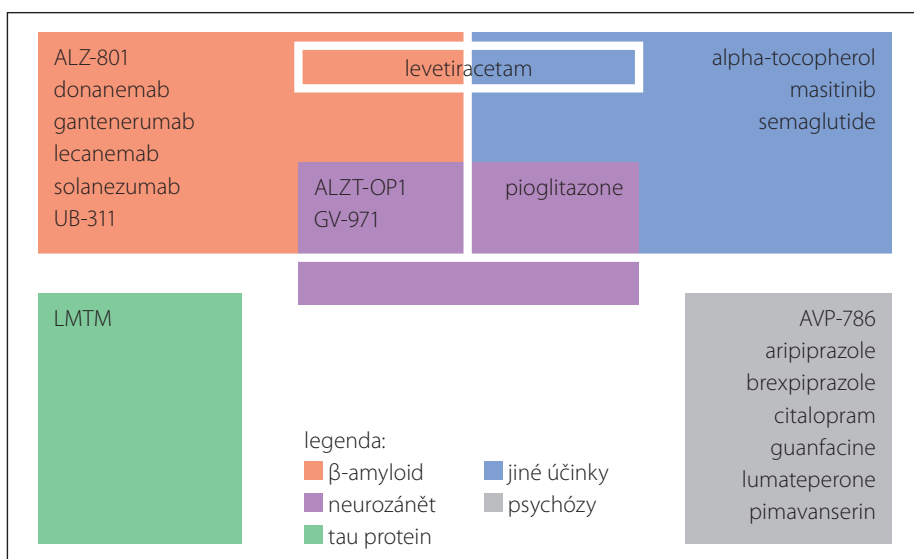 ALZ-801
donanemab
gantenerumab
lecanemab
solanezumab
UB-311
levetiracetam
alpha-tocopherol
masitinib
semaglutide
ALZT-OP1
GV-971
pioglitazone
LMTM
AVP-786
aripiprazole
brexpiprazole
citalopram
guanfacine
lumateperone
pimavanserin
legenda:
β-amyloid
neurozánět
tau protein
jiné účinky
psychózy